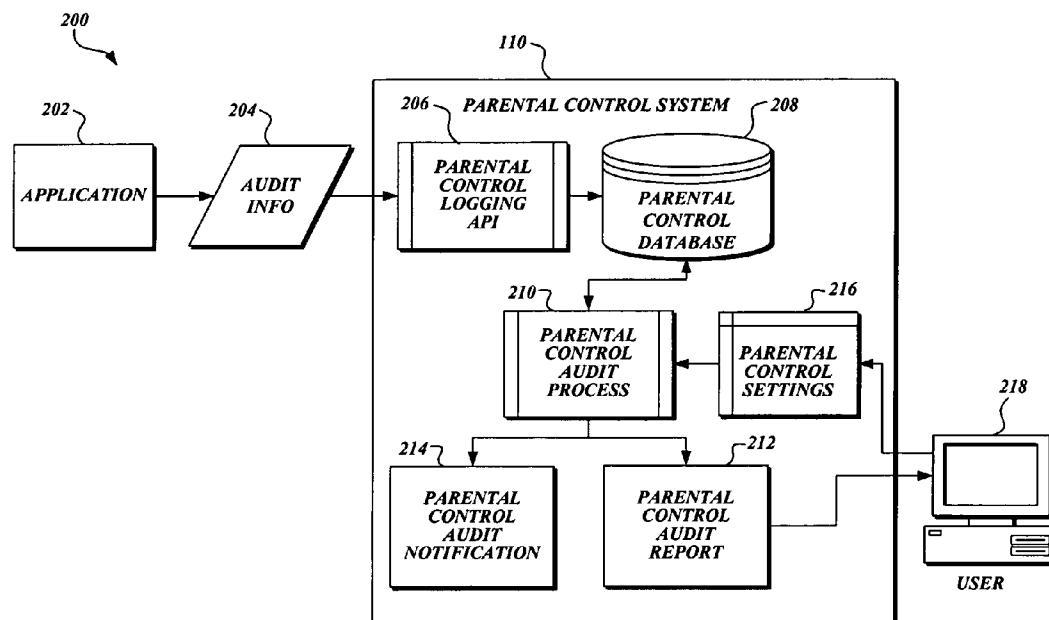 200
110
PARENTAL CONTROL SYSTEM
202
204
206
208
APPLICATION
AUDIT
INFO
PARENTAL
CONTROL
LOGGING
API
PARENTAL
CONTROL
DATABASE
210
216
PARENTAL
CONTROL
AUDIT
PROCESS
PARENTAL
CONTROL
SETTINGS
218
214
212
PARENTAL
CONTROL
AUDIT
NOTIFICATION
PARENTAL
CONTROL
AUDIT
REPORT
USER